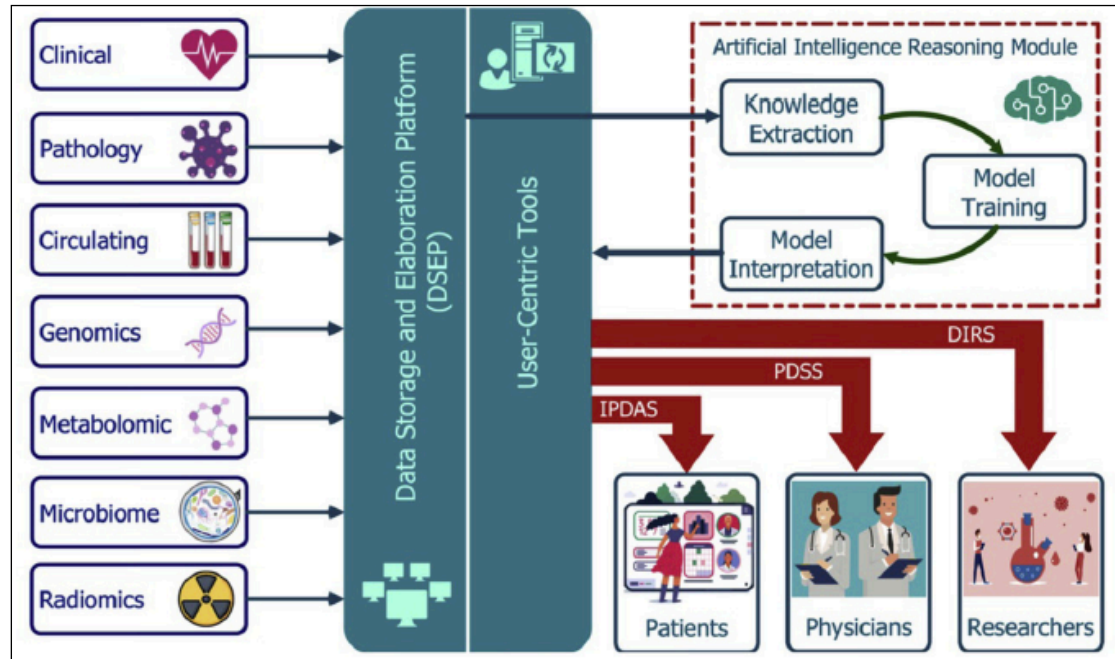 Clinical
Pathology
Circulating
Genomics
Metabolomic
Microbiome
Radiomics
Data Storage and Elaboration Platform
(DSEP)
User-Centric Tools
Artificial Intelligence Reasoning Module
Knowledge
Extraction
Model
Training
Model
Interpretation
DIRS
PDSS
IPDAS
Patients
Physicians
Researchers